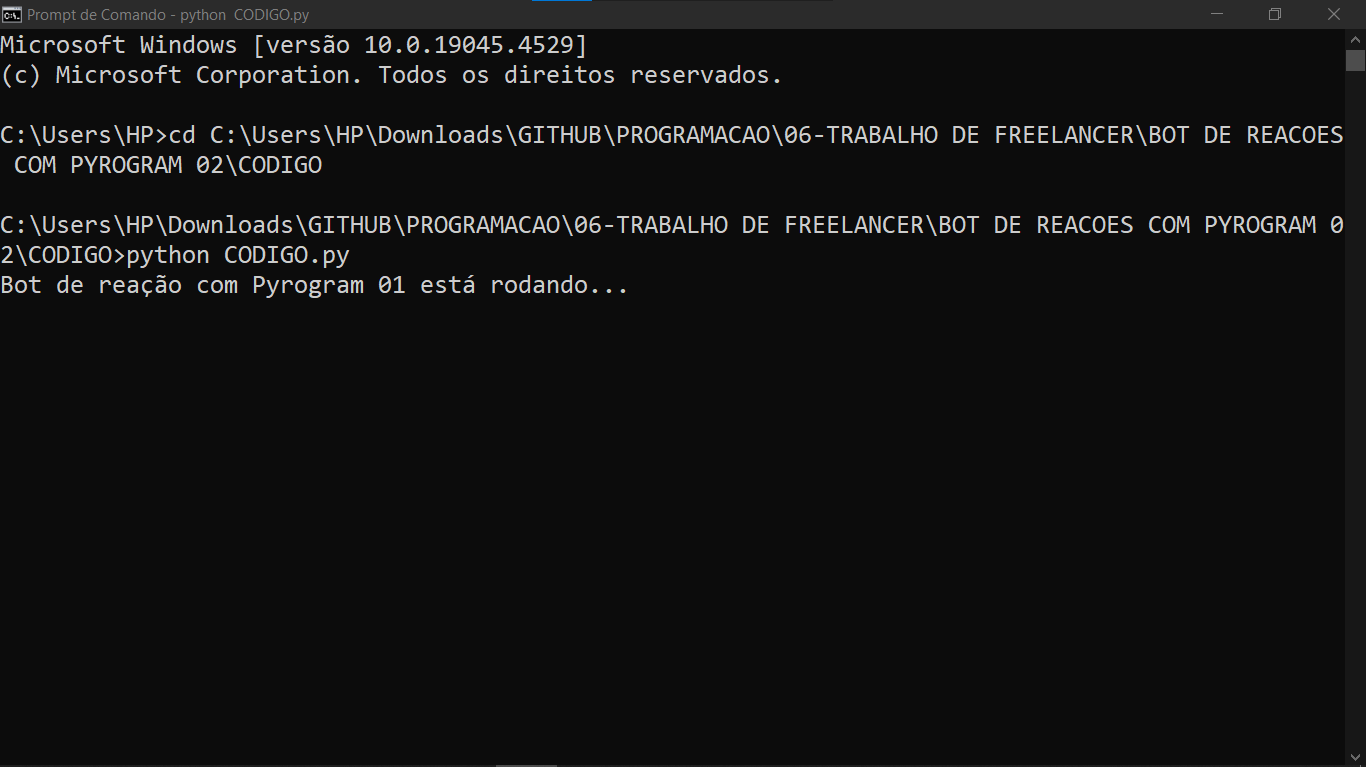 Prompt de Comando - python  CODIGO.py
Microsoft Windows [versão 10.0.19045.4529]
(c) Microsoft Corporation. Todos os direitos reservados.
C:\Users\HP>cd C:\Users\HP\Downloads\GITHUB\PROGRAMACAO\06-TRABALHO DE FREELANCER\BOT DE REACOES
 COM PYROGRAM 02\CODIGO
C:\Users\HP\Downloads\GITHUB\PROGRAMACAO\06-TRABALHO DE FREELANCER\BOT DE REACOES COM PYROGRAM 0
2\CODIGO>python CODIGO.py
Bot de reação com Pyrogram 01 está rodando...